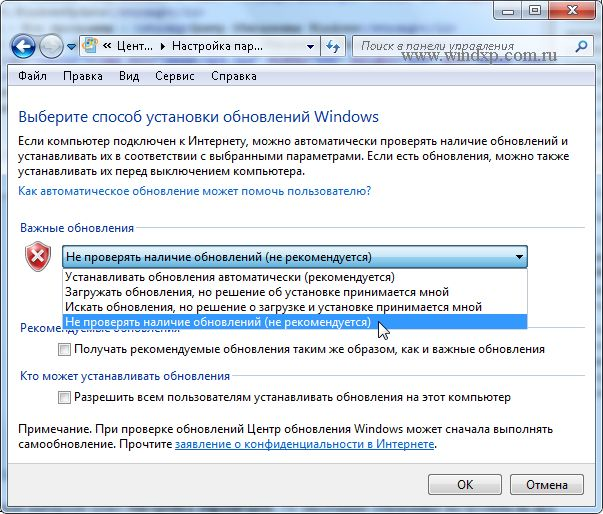 Цент...
Настройка пар...
Поиск в панели управления
www.windxp.com.ru
Файл Правка Вид Сервис Справка
Выберите способ установки обновлений Windows
Если компьютер подключен к Интернету, можно автоматически проверять наличие обновлений и
устанавливать их в соответствии с выбранными параметрами. Если есть обновления, можно также
устанавливать их перед выключением компьютера.
Как автоматическое обновление может помочь пользователю?
Важные обновления
Не проверять наличие обновлений (не рекомендуется)
Устанавливать обновления автоматически (рекомендуется)
Загружать обновления, но решение об установке принимается мной
Искать обновления, но решение о загрузке и установке принимается мной
Не проверять наличие обновлений (не рекомендуется)
Рекомендуемые обновления
Получать рекомендуемые обновления таким же образом, как и важные обновления
Кто может устанавливать обновления
Разрешить всем пользователям устанавливать обновления на этот компьютер
Примечание. При проверке обновлений Центр обновления Windows может сначала выполнять
самообновление. Прочтите заявление о конфиденциальности в Интернете.
ОК
Отмена